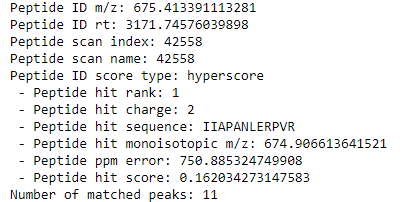 Peptide ID m/z: 675.413391113281
Peptide ID rt: 3171.74576039898
Peptide scan index: 42558
Peptide scan name: 42558
Peptide ID score type: hyperscore
- Peptide hit rank: 1
- Peptide hit charge: 2
- Peptide hit sequence: IIAPANLERPVR
- Peptide hit monoisotopic m/z: 674.906613641521
- Peptide ppm error: 750.885324749908
- Peptide hit score: 0.162034273147583
Number of matched peaks: 11